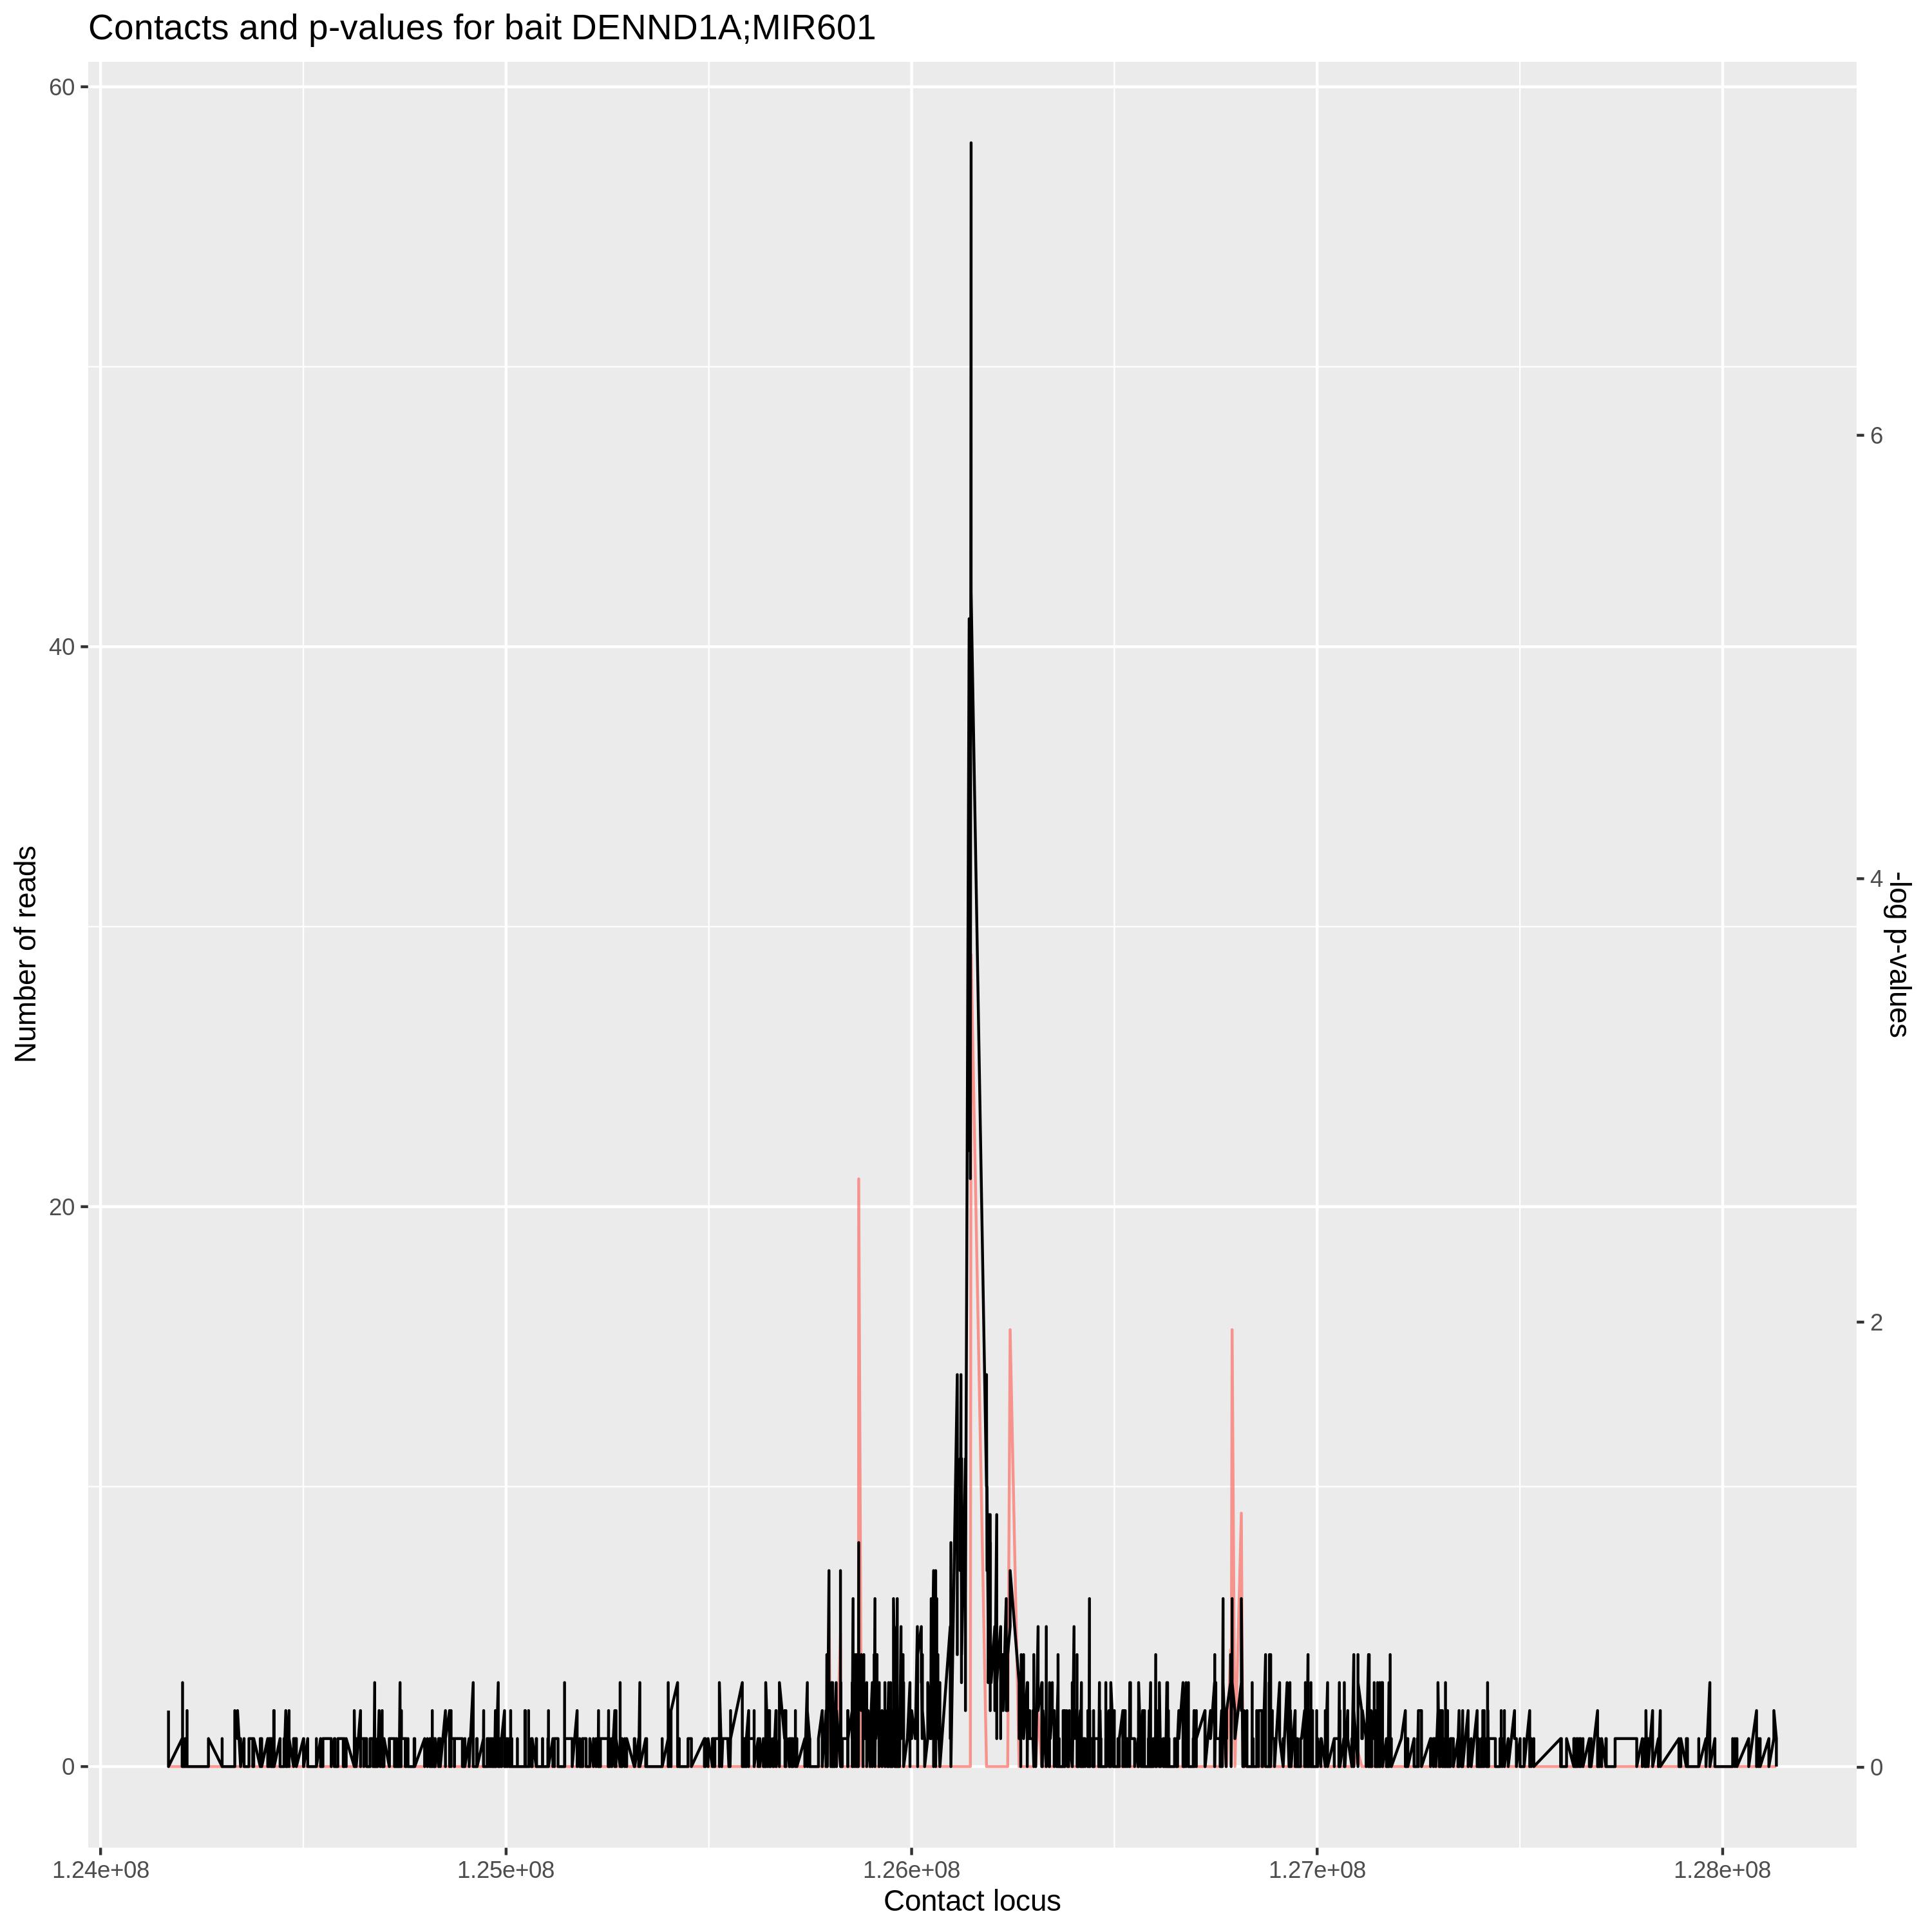 Contacts and p-values for bait DENND1A;MIR601
60
40
20
0
Number of reads
6
4
2
0
-log p-values
1.24e+08
1.25e+08
1.26e+08
1.27e+08
1.28e+08
Contact locus